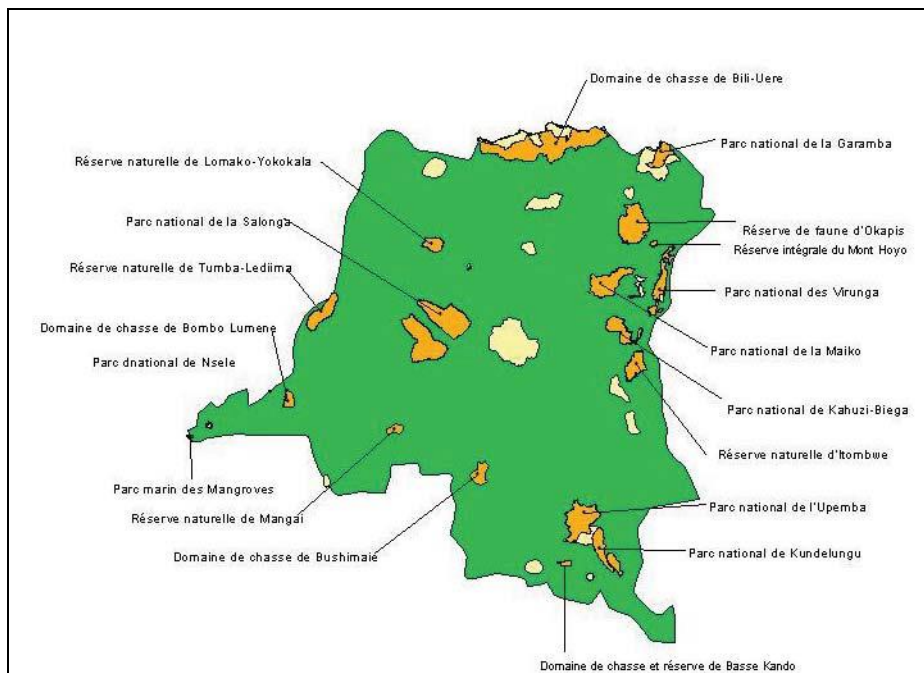 Domaine de chasse de Bili-Uere
Parc national de la Garamba
Réserve naturelle de Lomako-Yokokala
Parc national de la Salonga
Réserve de faune d'Okapis
Réserve intégrale du Mont Hoyo
Réserve naturelle de Tumba-Lediima
Parc national des Virunga
Domaine de chasse de Bombo Lumene
Parc dnational de Nsele
Parc national de la Maiko
Parc national de Kahuzi-Biega
Réserve naturelle d'Itombwe
Parc marin des Mangroves
Parc national de l'Upemba
Réserve naturelle de Mangai
Domaine de chasse de Bushimaié
Parc national de Kundelungu
Domaine de chasse et réserve de Basse Kando